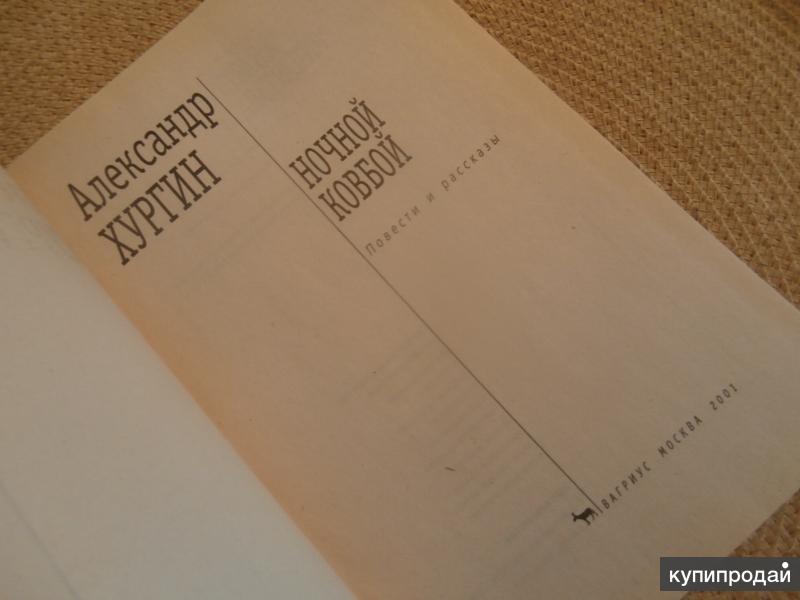 Александр
ХУРГИН
НОЧНОЙ
КОВБОЙ
Повести и рассказы
ВАГРИУС МОСКВА 2001
купипродай